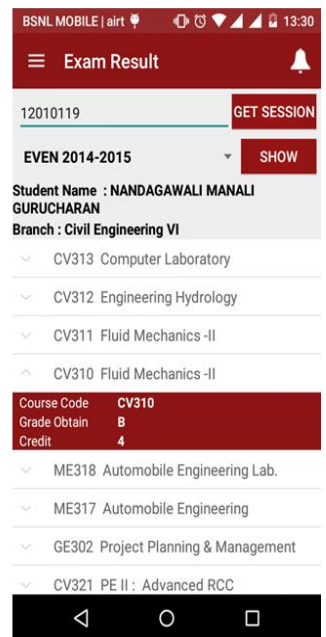 BSNL MOBILE | airt 13:30
Exam Result
12010119 GET SESSION
EVEN 2014-2015 SHOW
Student Name : NANDAGAWALI MANALI
GURUCHARAN
Branch : Civil Engineering VI
CV313 Computer Laboratory
CV312 Engineering Hydrology
CV311 Fluid Mechanics -II
CV310 Fluid Mechanics -II
Course Code CV310
Grade Obtain B
Credit 4
ME318 Automobile Engineering Lab.
ME317 Automobile Engineering
GE302 Project Planning & Management
CV321 PE II : Advanced RCC